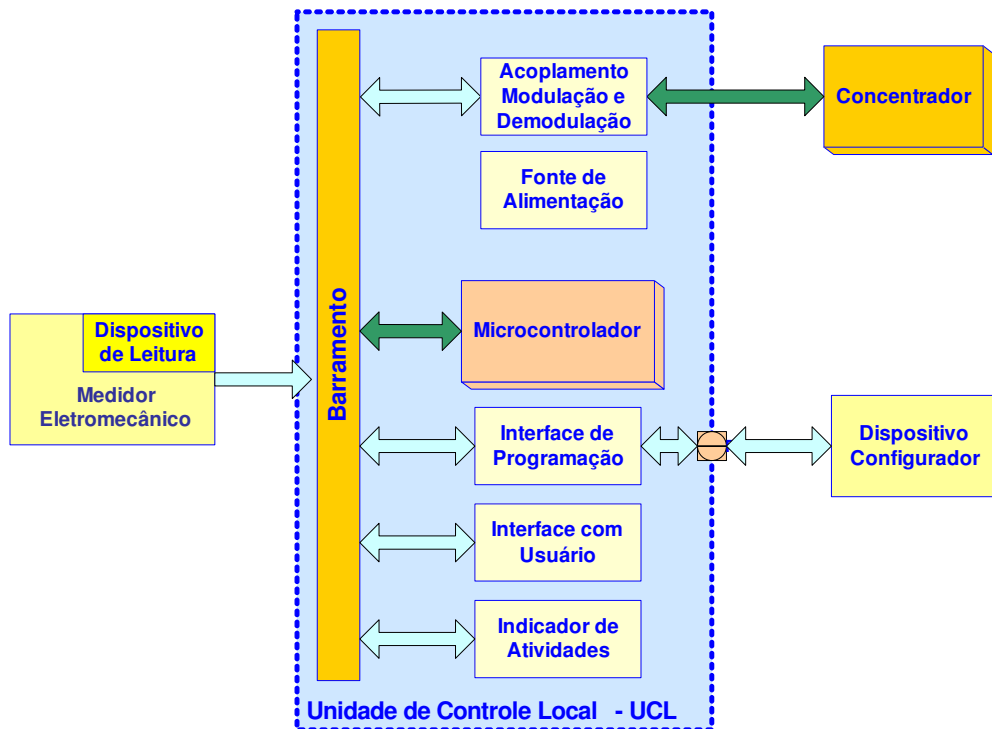 Acoplamento
Modulação e
Demodulação
Concentrador
Fonte de
Alimentação
Barramento
Microcontrolador
Dispositivo
de Leitura
Medidor
Eletromecânico
Interface de
Programação
Dispositivo
Configurador
Interface com
Usuário
Indicador de
Atividades
Unidade de Controle Local - UCL